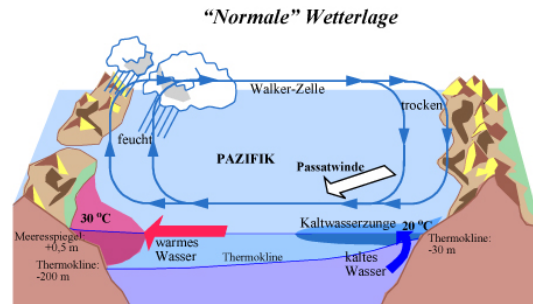 “Normale” Wetterlage
Walker-Zelle
trocken
feucht
PAZIFIK
Passatwinde
30 °C
Kaltwasserzunge
20 °C
Meeresspiegel:
+0,5 m
warmes
Wasser
Thermokline:
-30 m
Thermokline:
-200 m
Thermokline
kaltes
Wasser